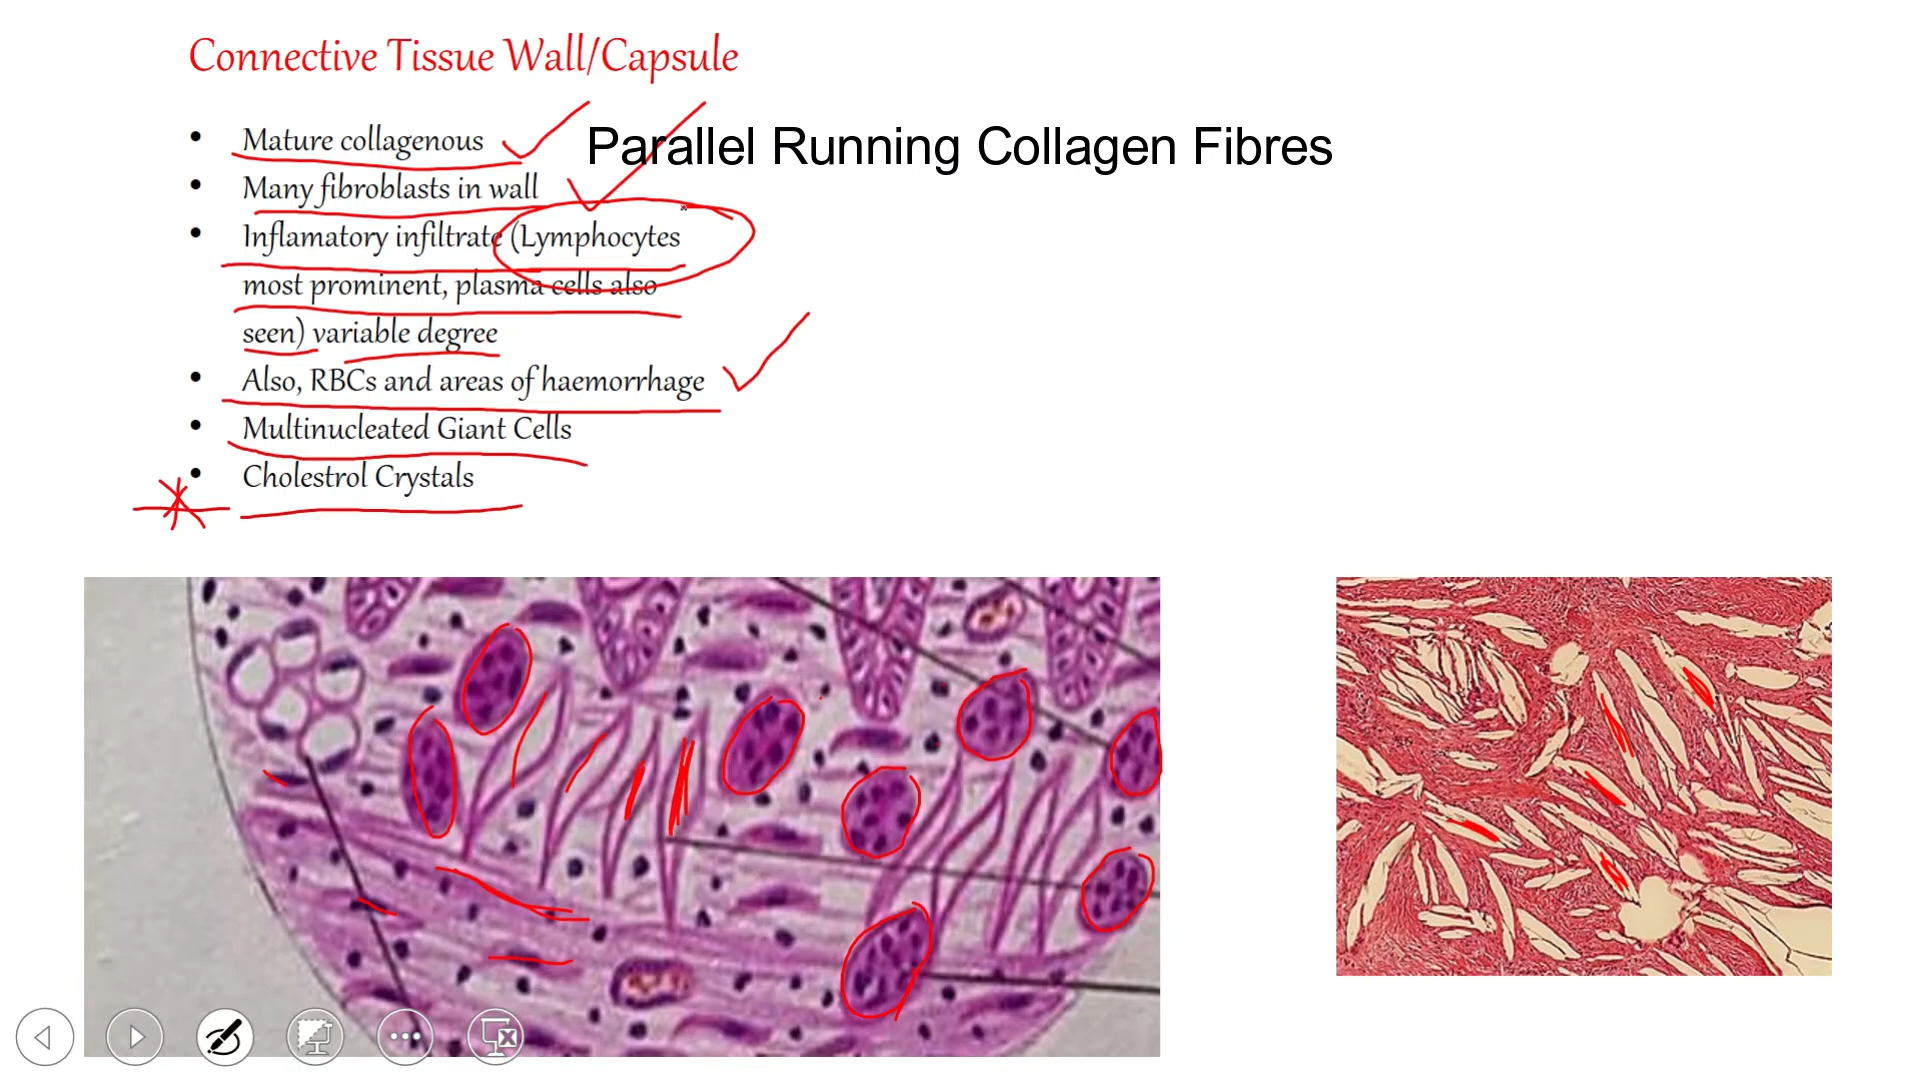 Connective Tissue Wall/Capsule
• Mature collagenous
Parallel Running Collagen Fibres
• Many fibroblasts in wall
• Inflamatory infiltrate (Lymphocytes
most prominent, plasma cells also
seen) variable degree
• Also, RBCs and areas of haemorrhage
• Multinucleated Giant Cells
• Cholestrol Crystals